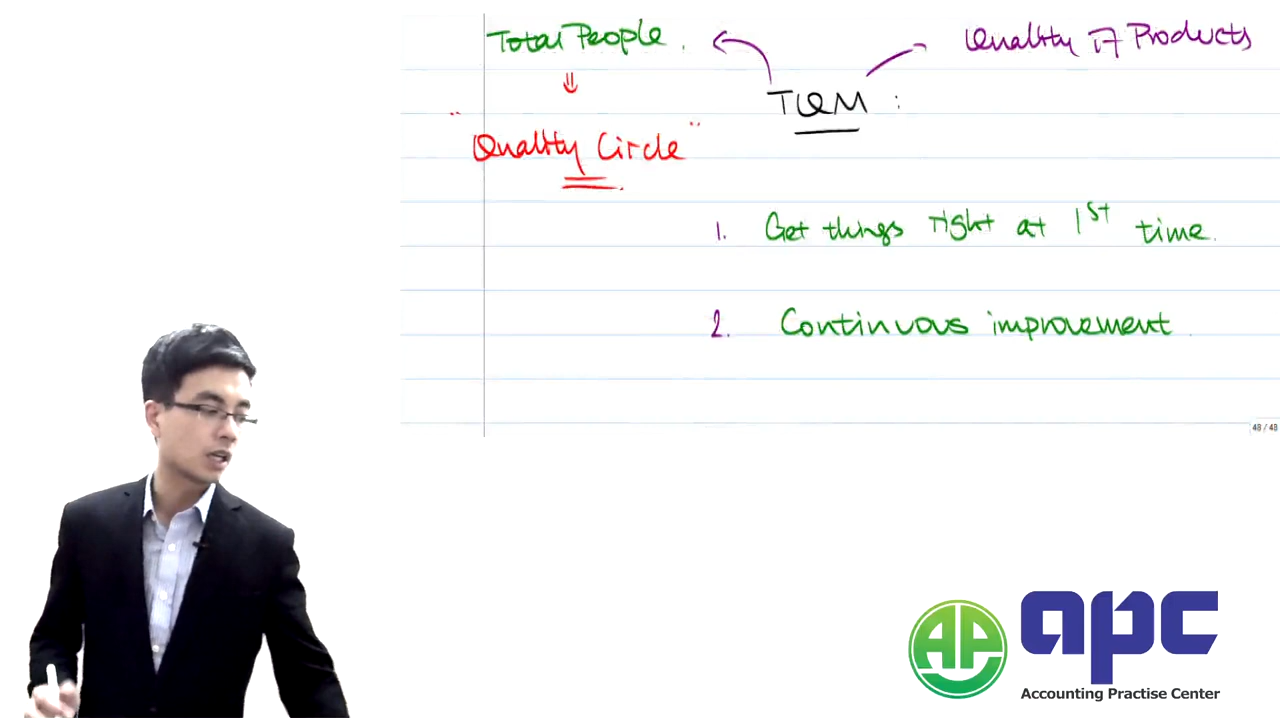 Total People.
Quality of Products
TQM :
"Quality Circle"
1. Get things right at 1st time.
2. Continuous improvement.
48 / 48
AP
apc
Accounting Practise Center